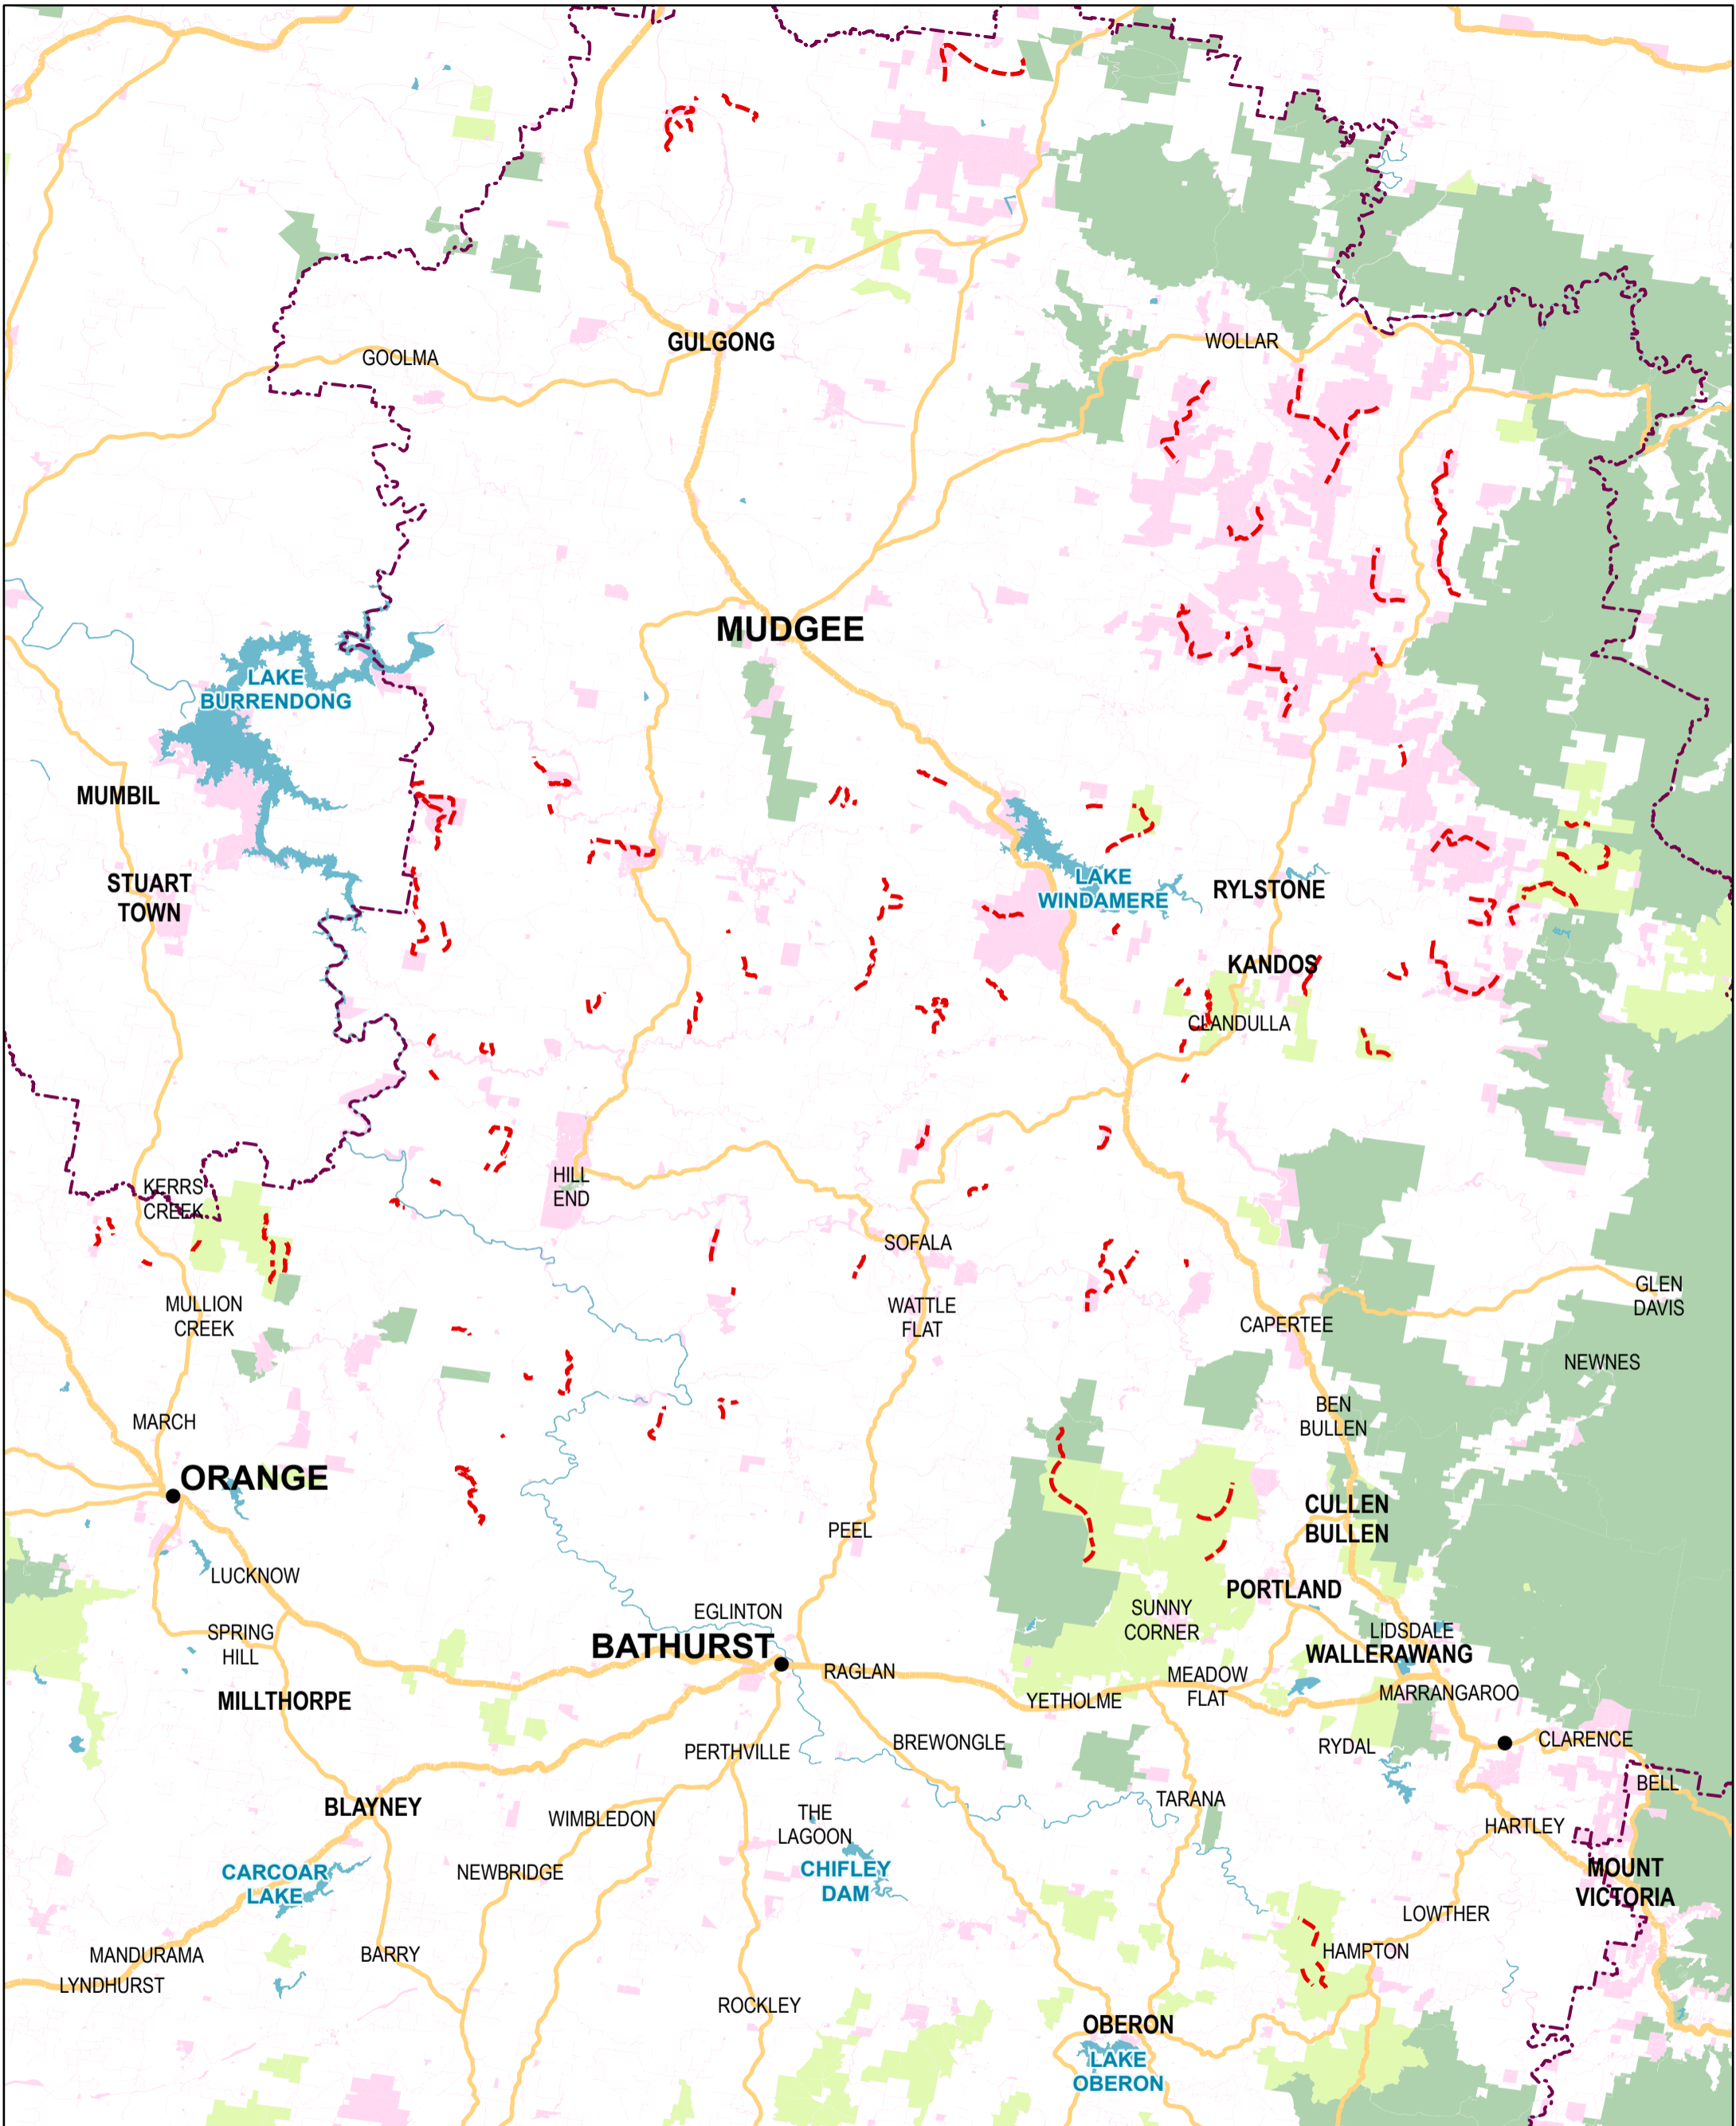 WOLLAR
GULGONG
GOOLMA
MUDGEE
LAKE
BURRENDONG
MUMBIL
STUART
TOWN
LAKE
WINDAMERE
RYLSTONE
KANDOS
CLANDULLA
HILL
END
KERRS
CREEK
SOFALA
MULLION
CREEK
WATTLE
FLAT
GLEN
DAVIS
CAPERTEE
NEWNES
BEN
BULLEN
MARCH
ORANGE
CULLEN
BULLEN
PEEL
LUCKNOW
PORTLAND
SUNNY
CORNER
EGLINTON
SPRING
HILL
LIDSDALE
BATHURST
WALLERAWANG
RAGLAN
MEADOW
FLAT
MILLTHORPE
YETHOLME
MARRANGAROO
BREWONGLE
PERTHVILLE
RYDAL
CLARENCE
BELL
TARANA
BLAYNEY
WIMBLEDON
THE
LAGOON
HARTLEY
CARCOAR
LAKE
NEWBRIDGE
CHIFLEY
DAM
MOUNT
VICTORIA
LOWTHER
MANDURAMA
BARRY
HAMPTON
LYNDHURST
ROCKLEY
OBERON
LAKE
OBERON